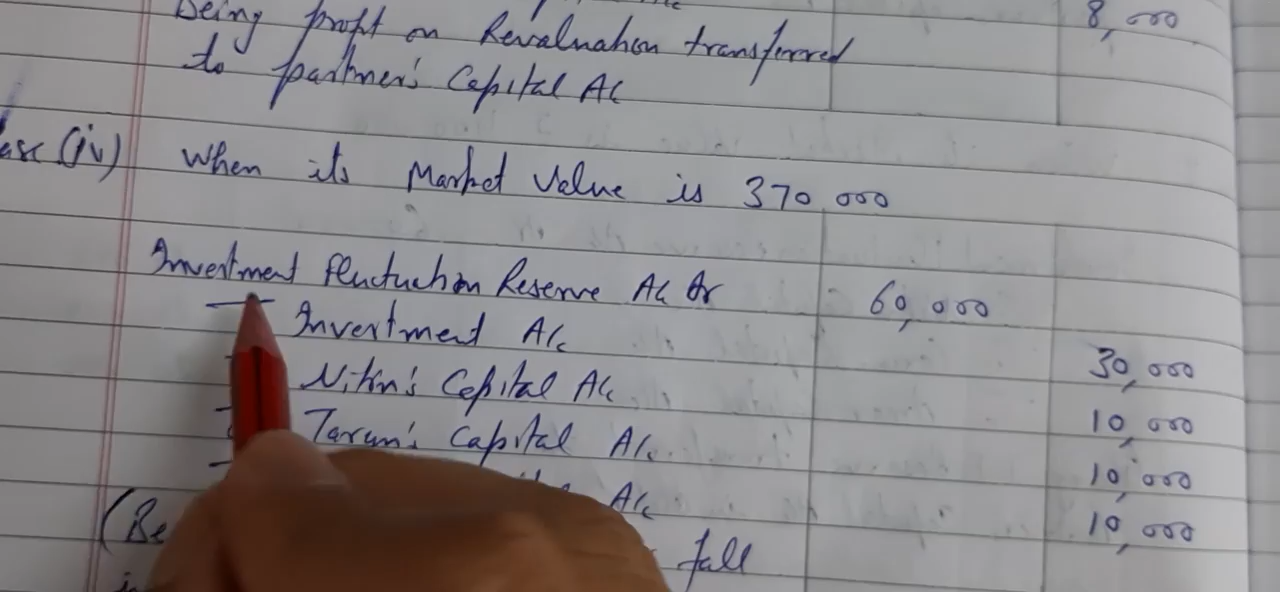 Being profit on Revaluation transferred 8,000
to partner's Capital A/c
(iv) When its Market Value is 370,000
Investment fluctuation Reserve A/c Dr 60,000
Investment A/c 30,000
Nitin's Capital A/c 10,000
Tarun's Capital A/c 10,000
A/c 10,000
(Be fall